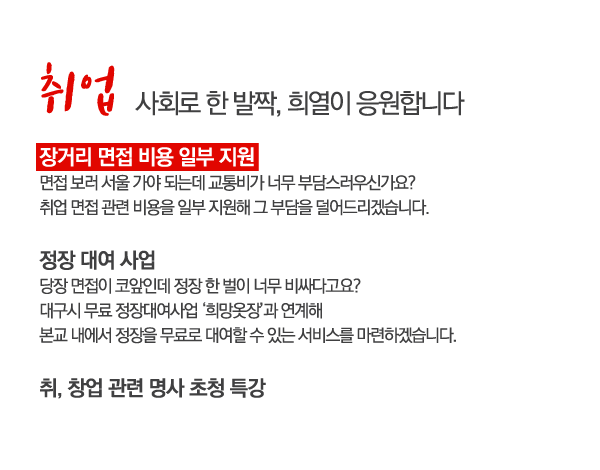 취업 사회로 한 발짝, 희열이 응원합니다
장거리 면접 비용 일부 지원
면접 보러 서울 가야 되는데 교통비가 너무 부담스러우신가요?
취업 면접 관련 비용을 일부 지원해 그 부담을 덜어드리겠습니다.
정장 대여 사업
당장 면접이 코앞인데 정장 한 벌이 너무 비싸다고요?
대구시 무료 정장대여사업 ‘희망옷장’과 연계해
본교 내에서 정장을 무료로 대여할 수 있는 서비스를 마련하겠습니다.
취, 창업 관련 명사 초청 특강